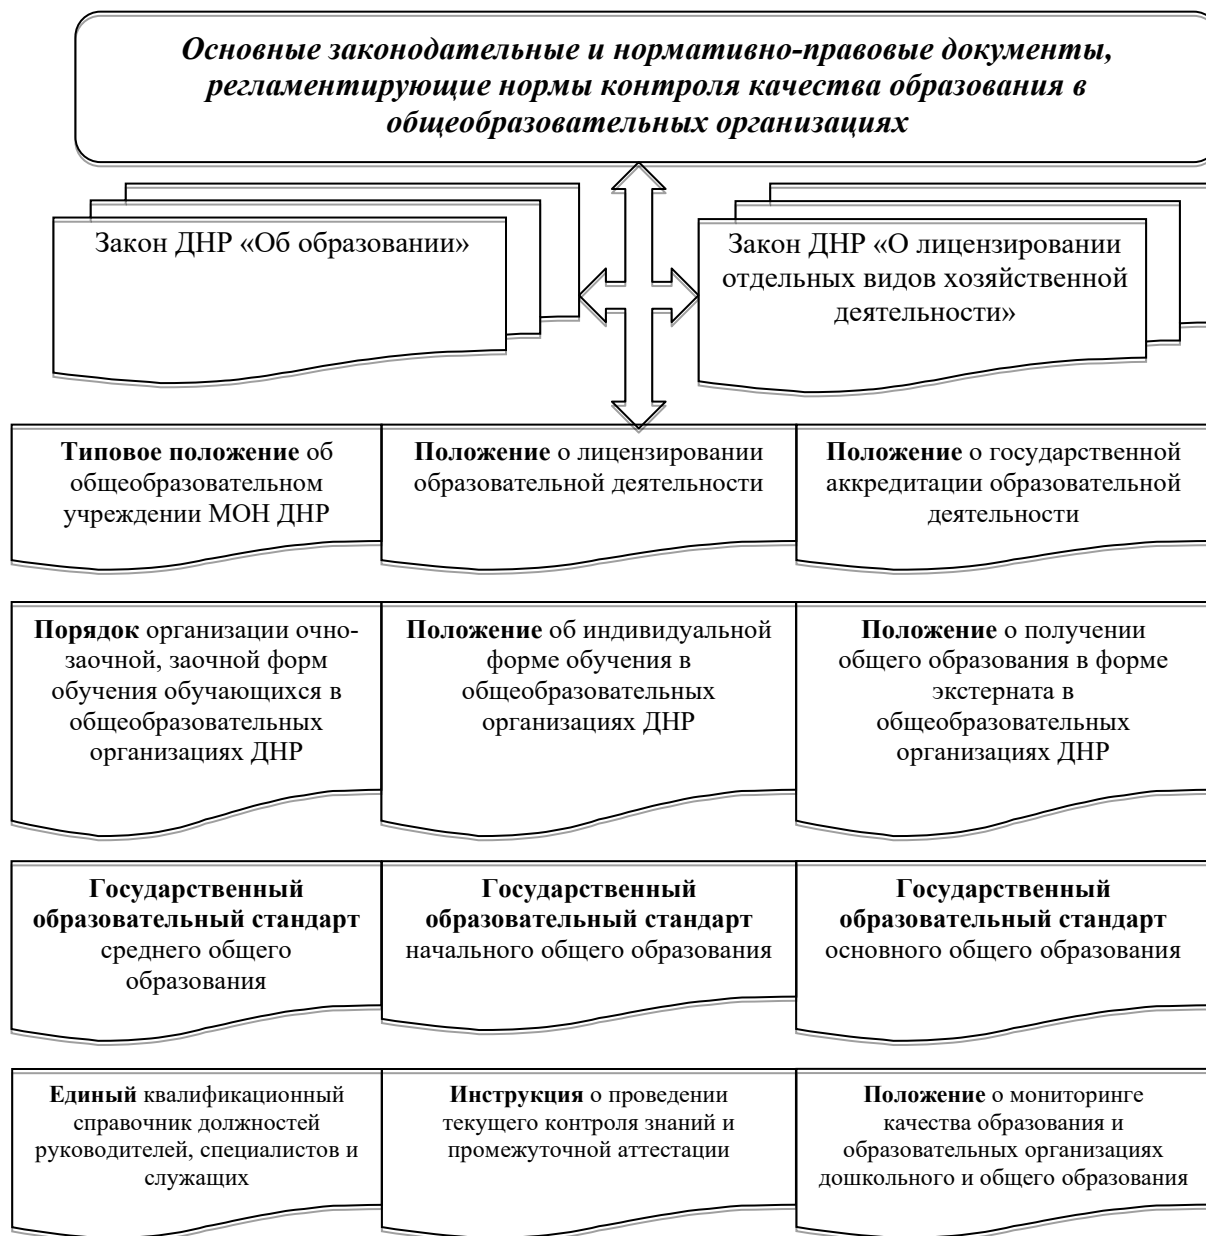 Основные законодательные и нормативно-правовые документы,
регламентирующие нормы контроля качества образования в
общеобразовательных организациях
Закон ДНР «Об образовании»
Закон ДНР «О лицензировании
отдельных видов хозяйственной
деятельности»
Типовое положение об
общеобразовательном
учреждении МОН ДНР
Положение о лицензировании
образовательной деятельности
Положение о государственной
аккредитации образовательной
деятельности
Порядок организации очно-
заочной, заочной форм
обучения обучающихся в
общеобразовательных
организациях ДНР
Положение об индивидуальной
форме обучения в
общеобразовательных
организациях ДНР
Положение о получении
общего образования в форме
экстерната в
общеобразовательных
организациях ДНР
Государственный
образовательный стандарт
среднего общего
образования
Государственный
образовательный стандарт
начального общего образования
Государственный
образовательный стандарт
основного общего образования
Единый квалификационный
справочник должностей
руководителей, специалистов и
служащих
Инструкция о проведении
текущего контроля знаний и
промежуточной аттестации
Положение о мониторинге
качества образования и
образовательных организациях
дошкольного и общего образования